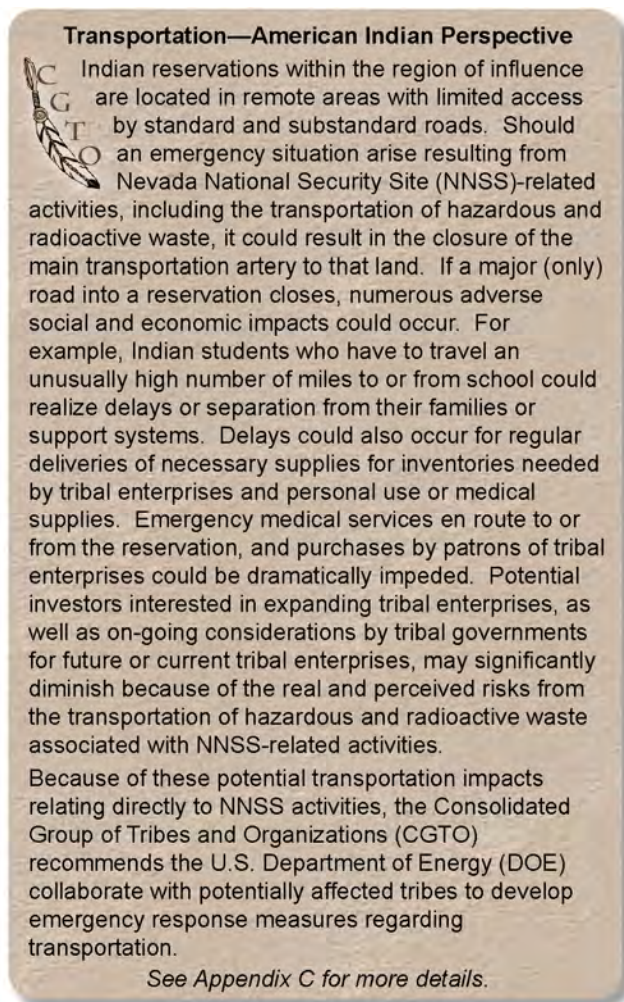 Transportation—American Indian Perspective
CGTO
Indian reservations within the region of influence
are located in remote areas with limited access
by standard and substandard roads. Should
an emergency situation arise resulting from
Nevada National Security Site (NNSS)-related
activities, including the transportation of hazardous and
radioactive waste, it could result in the closure of the
main transportation artery to that land. If a major (only)
road into a reservation closes, numerous adverse
social and economic impacts could occur. For
example, Indian students who have to travel an
unusually high number of miles to or from school could
realize delays or separation from their families or
support systems. Delays could also occur for regular
deliveries of necessary supplies for inventories needed
by tribal enterprises and personal use or medical
supplies. Emergency medical services en route to or
from the reservation, and purchases by patrons of tribal
enterprises could be dramatically impeded. Potential
investors interested in expanding tribal enterprises, as
well as on-going considerations by tribal governments
for future or current tribal enterprises, may significantly
diminish because of the real and perceived risks from
the transportation of hazardous and radioactive waste
associated with NNSS-related activities.
Because of these potential transportation impacts
relating directly to NNSS activities, the Consolidated
Group of Tribes and Organizations (CGTO)
recommends the U.S. Department of Energy (DOE)
collaborate with potentially affected tribes to develop
emergency response measures regarding
transportation.
See Appendix C for more details.